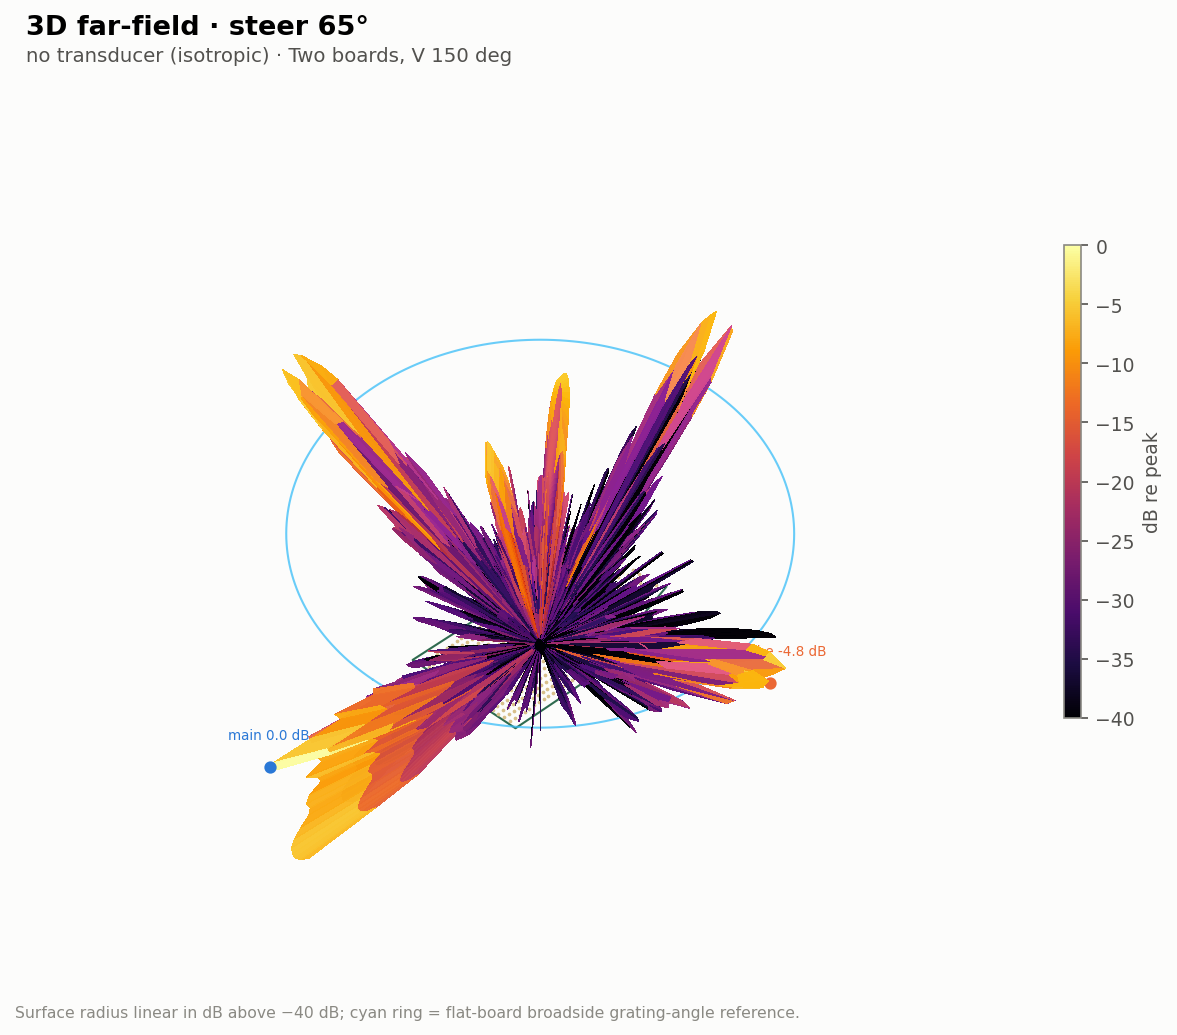 3D far-field · steer 65°
no transducer (isotropic) · Two boards, V 150 deg
0
−5
−10
−15
−20
−25
−30
−35
−40
dB re peak
-4.8 dB
main 0.0 dB
Surface radius linear in dB above −40 dB; cyan ring = flat-board broadside grating-angle reference.